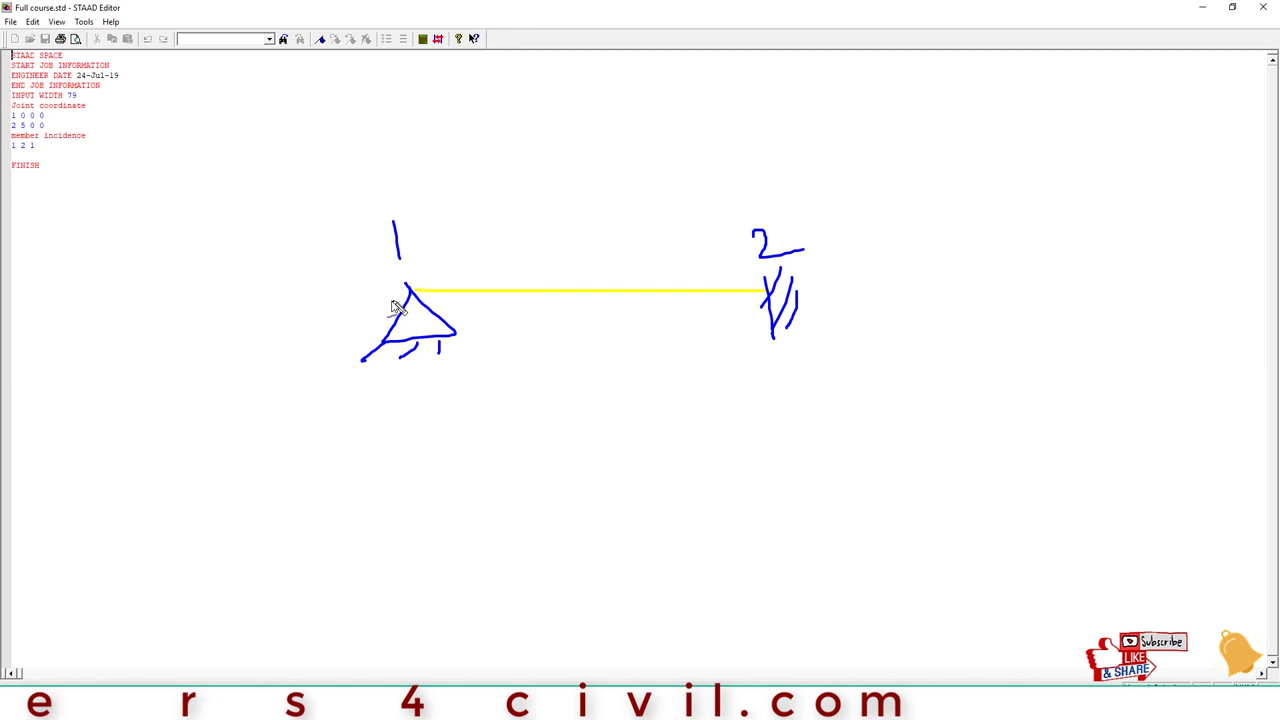 Full course.std - STAAD Editor
File Edit View Tools Help
STAAD SPACE
START JOB INFORMATION
ENGINEER DATE 24-Jul-19
END JOB INFORMATION
INPUT WIDTH 79
Joint coordinate
1 0 0 0
2 5 0 0
member incidence
1 2 1
FINISH
1
2
Subscribe
LIKE
& SHARE
e r s 4 c i v i l . c o m